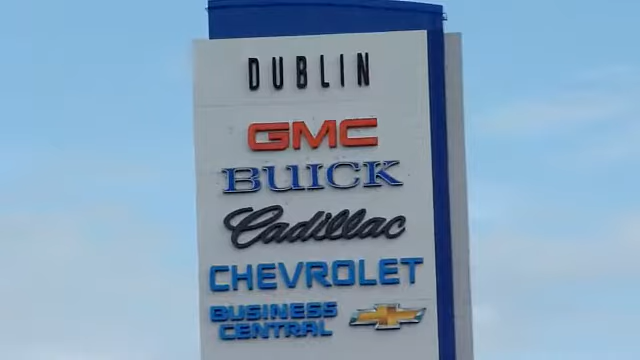 DUBLIN
GMC
BUICK
Cadillac
CHEVROLET
BUSINESS
CENTRAL